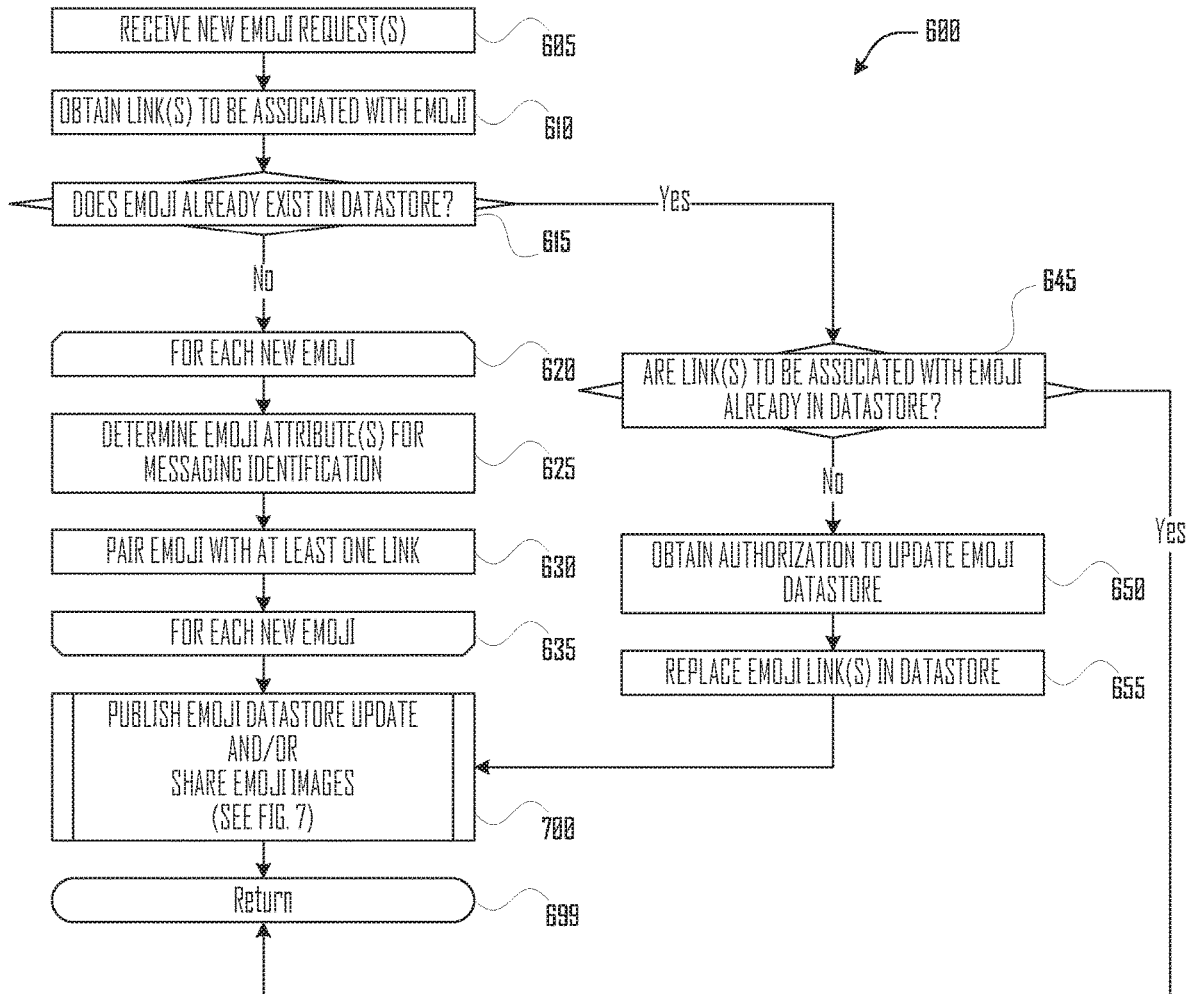 RECEIVE NEW EMOJI REQUEST(S)
605
600
OBTAIN LINK(S) TO BE ASSOCIATED WITH EMOJI
610
DOES EMOJI ALREADY EXIST IN DATASTORE?
615
Yes
No
645
FOR EACH NEW EMOJI
620
ARE LINK(S) TO BE ASSOCIATED WITH EMOJI
ALREADY IN DATASTORE?
DETERMINE EMOJI ATTRIBUTE(S) FOR
MESSAGING IDENTIFICATION
625
No
Yes
PAIR EMOJI WITH AT LEAST ONE LINK
630
OBTAIN AUTHORIZATION TO UPDATE EMOJI
DATASTORE
650
FOR EACH NEW EMOJI
635
REPLACE EMOJI LINK(S) IN DATASTORE
655
PUBLISH EMOJI DATASTORE UPDATE
AND/OR
SHARE EMOJI IMAGES
(SEE FIG. 7)
700
Return
699